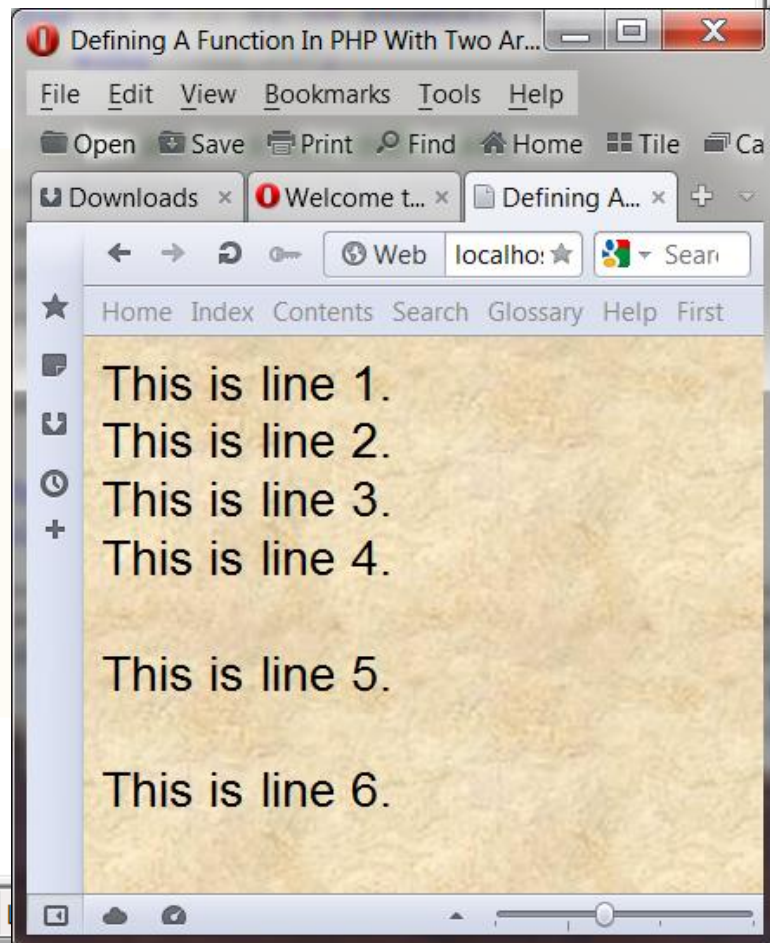 Defining A Function In PHP With Two Ar...
File Edit View Bookmarks Tools Help
Open Save Print Find Home Tile Ca
Downloads Welcome t... Defining A...
Web localho: Sear
Home Index Contents Search Glossary Help First
This is line 1.
This is line 2.
This is line 3.
This is line 4.
This is line 5.
This is line 6.